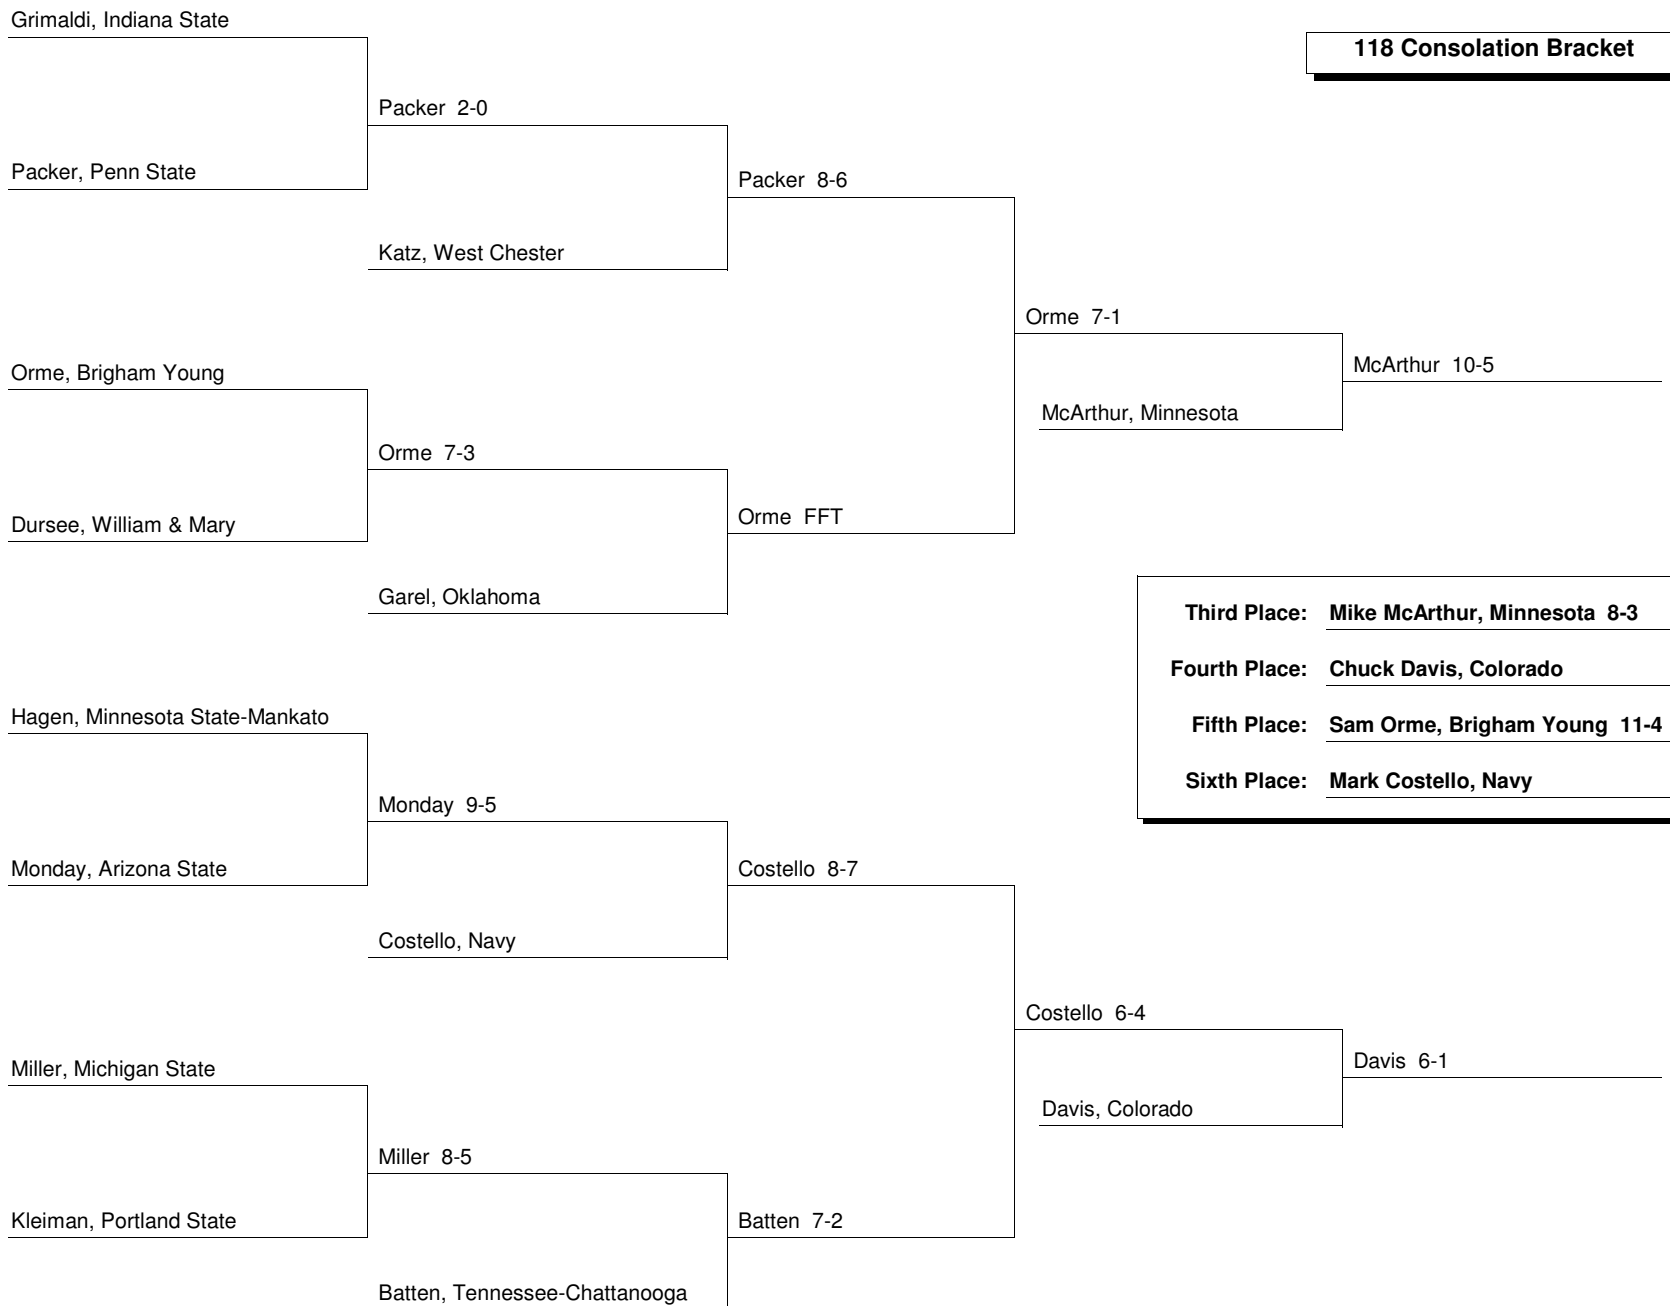 Grimaldi, Indiana State
118 Consolation Bracket
Packer 2-0
Packer, Penn State
Packer 8-6
Katz, West Chester
Orme 7-1
Orme, Brigham Young
McArthur 10-5
McArthur, Minnesota
Orme 7-3
Dursee, William & Mary
Orme FFT
Garel, Oklahoma
Third Place: Mike McArthur, Minnesota 8-3
Fourth Place: Chuck Davis, Colorado
Fifth Place: Sam Orme, Brigham Young 11-4
Sixth Place: Mark Costello, Navy
Hagen, Minnesota State-Mankato
Monday 9-5
Monday, Arizona State
Costello 8-7
Costello, Navy
Costello 6-4
Miller, Michigan State
Davis 6-1
Davis, Colorado
Miller 8-5
Kleiman, Portland State
Batten 7-2
Batten, Tennessee-Chattanooga